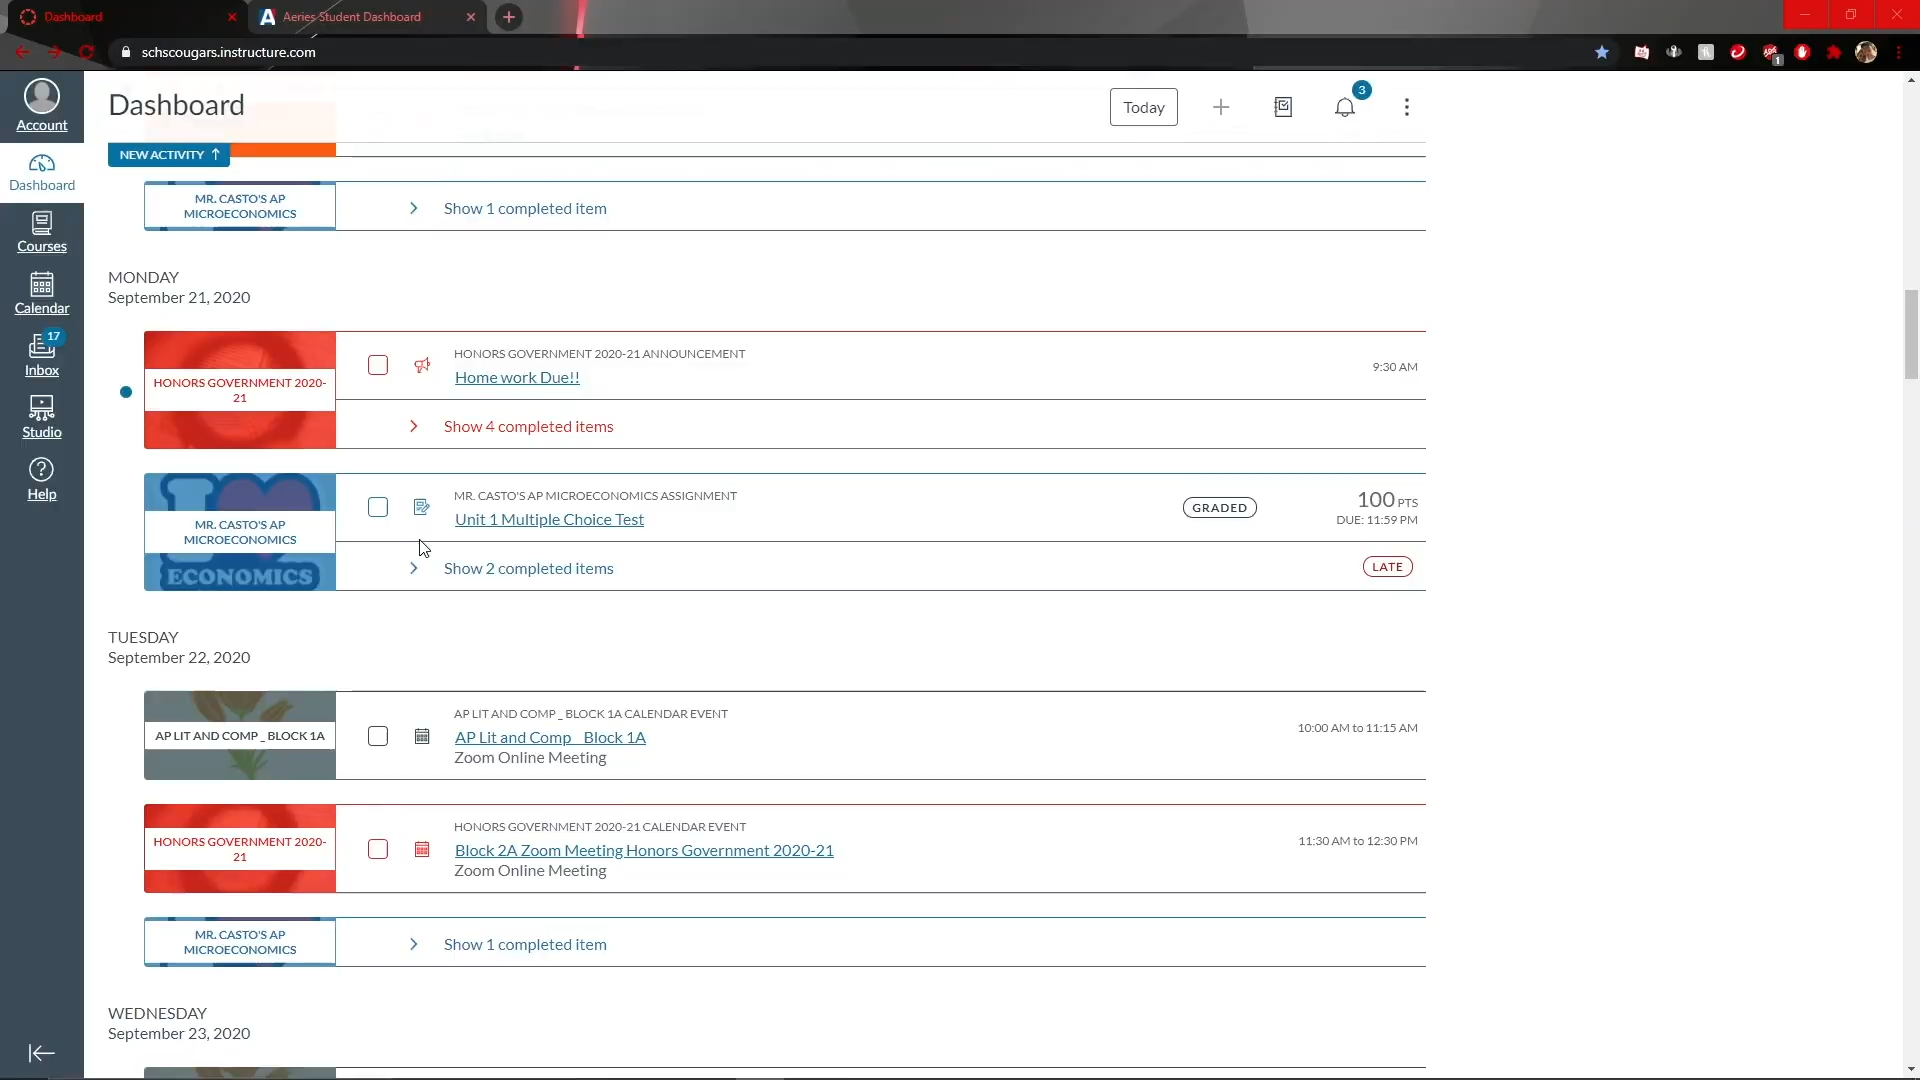 Dashboard
Aeries Student Dashboard
schscougars.instructure.com
1
Account
Dashboard
Courses
Calendar
17
Inbox
Studio
Help
Dashboard
Today
3
NEW ACTIVITY
MR. CASTO'S AP
MICROECONOMICS
Show 1 completed item
MONDAY
September 21, 2020
HONORS GOVERNMENT 2020-
21
HONORS GOVERNMENT 2020-21 ANNOUNCEMENT
Home work Due!!
9:30 AM
Show 4 completed items
MR. CASTO'S AP
MICROECONOMICS
ECONOMICS
MR. CASTO'S AP MICROECONOMICS ASSIGNMENT
Unit 1 Multiple Choice Test
GRADED
100 PTS
DUE: 11:59 PM
Show 2 completed items
LATE
TUESDAY
September 22, 2020
AP LIT AND COMP _ BLOCK 1A
AP LIT AND COMP _ BLOCK 1A CALENDAR EVENT
AP Lit and Comp _ Block 1A
Zoom Online Meeting
10:00 AM to 11:15 AM
HONORS GOVERNMENT 2020-
21
HONORS GOVERNMENT 2020-21 CALENDAR EVENT
Block 2A Zoom Meeting Honors Government 2020-21
Zoom Online Meeting
11:30 AM to 12:30 PM
MR. CASTO'S AP
MICROECONOMICS
Show 1 completed item
WEDNESDAY
September 23, 2020